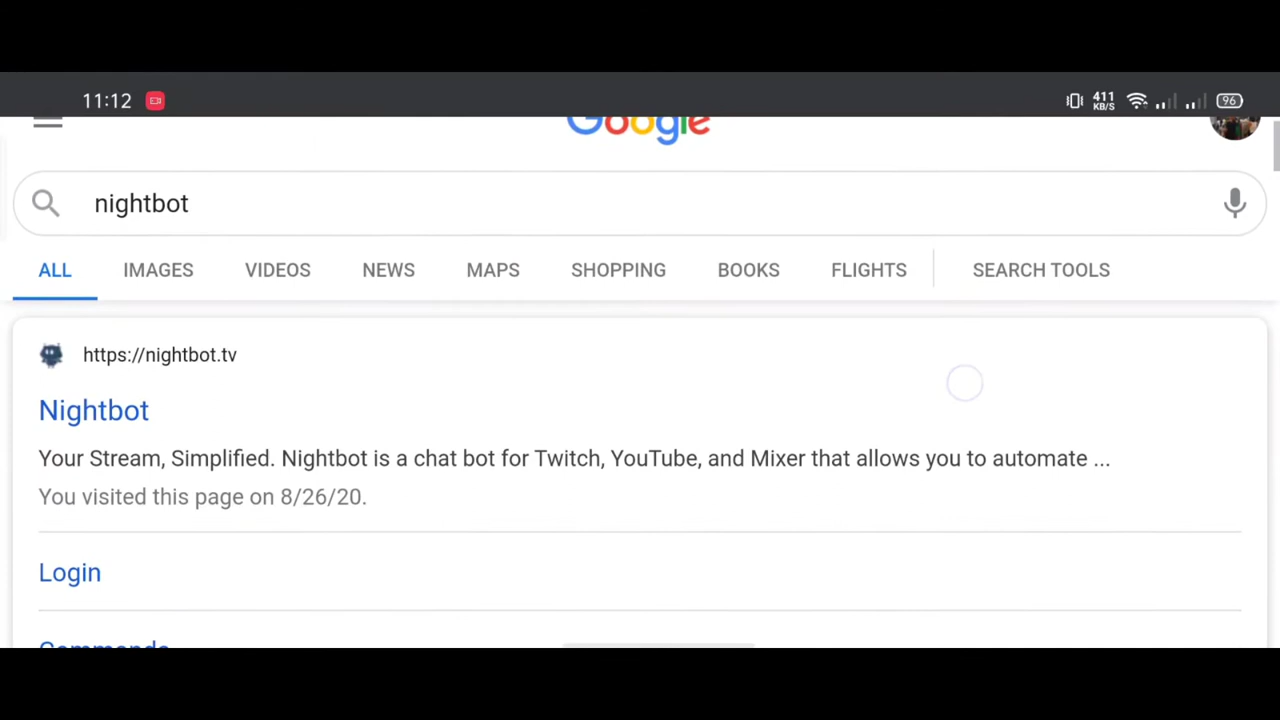 11:12
411
KB/S
96
Google
nightbot
ALL IMAGES VIDEOS NEWS MAPS SHOPPING BOOKS FLIGHTS SEARCH TOOLS
https://nightbot.tv
Nightbot
Your Stream, Simplified. Nightbot is a chat bot for Twitch, YouTube, and Mixer that allows you to automate ...
You visited this page on 8/26/20.
Login
Commands